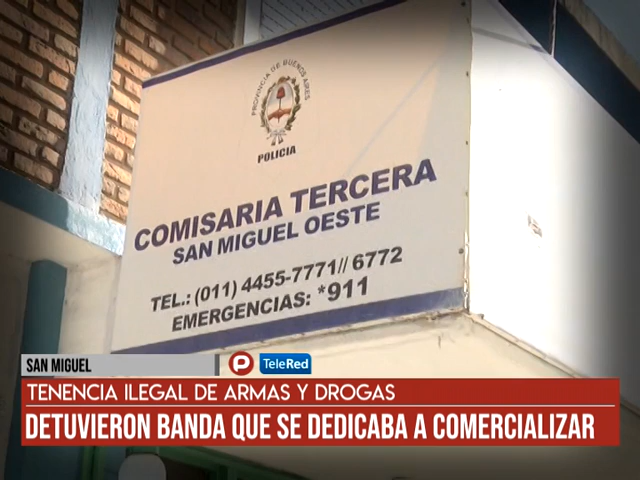 PROVINCIA DE BUENOS AIRES
POLICIA
COMISARIA TERCERA
SAN MIGUEL OESTE
TEL.: (011) 4455-7771// 6772
EMERGENCIAS: *911
SAN MIGUEL
P TeleRed
TENENCIA ILEGAL DE ARMAS Y DROGAS
DETUVIERON BANDA QUE SE DEDICABA A COMERCIALIZAR